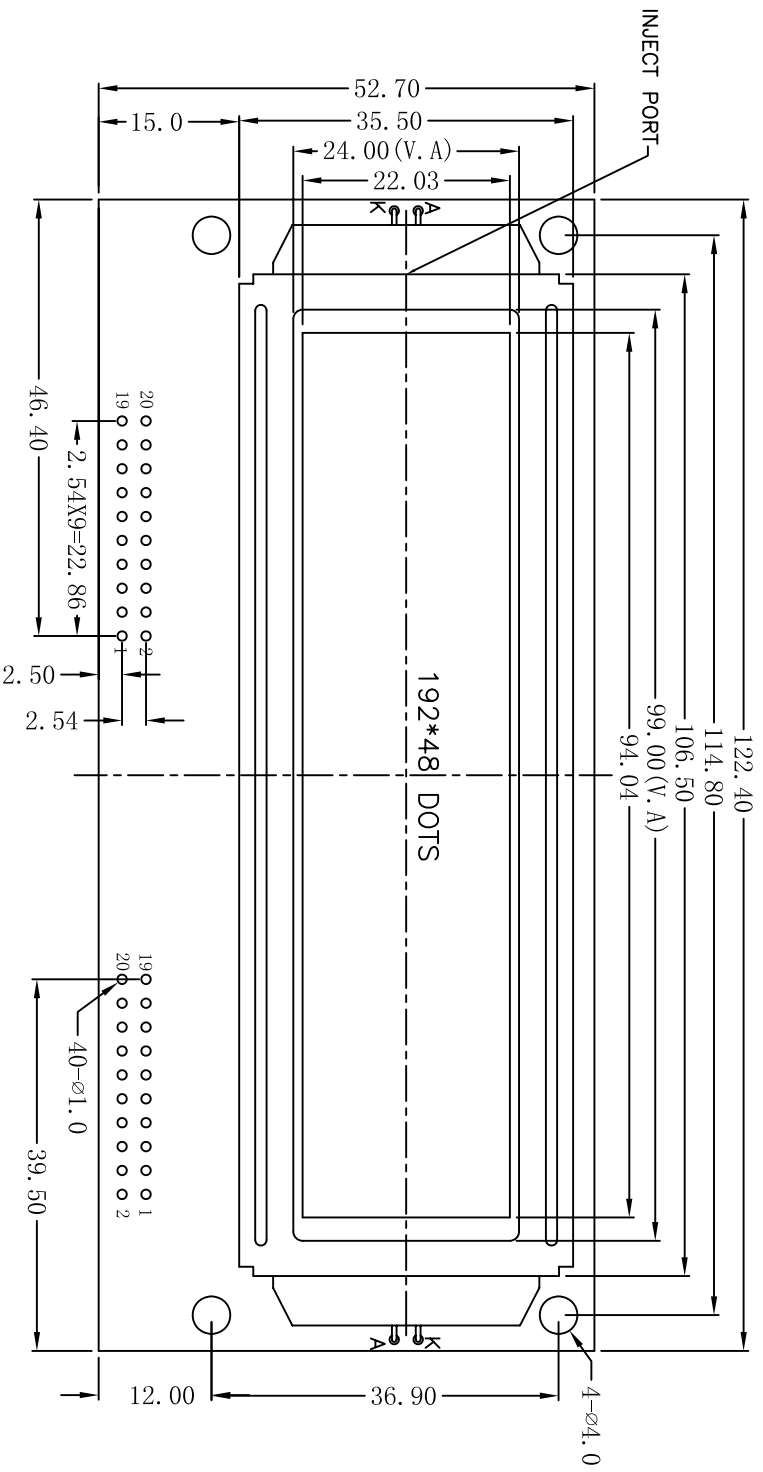 INJECT PORT
52.70
15.0
35.50
24.00(V.A)
22.03
K
A
122.40
114.80
106.50
99.00(V.A)
94.04
192*48 DOTS
46.40
2.54X9=22.86
19
20
1
2
2.50
2.54
20
19
2
1
40-⌀1.0
39.50
A
K
12.00
36.90
4-⌀4.0